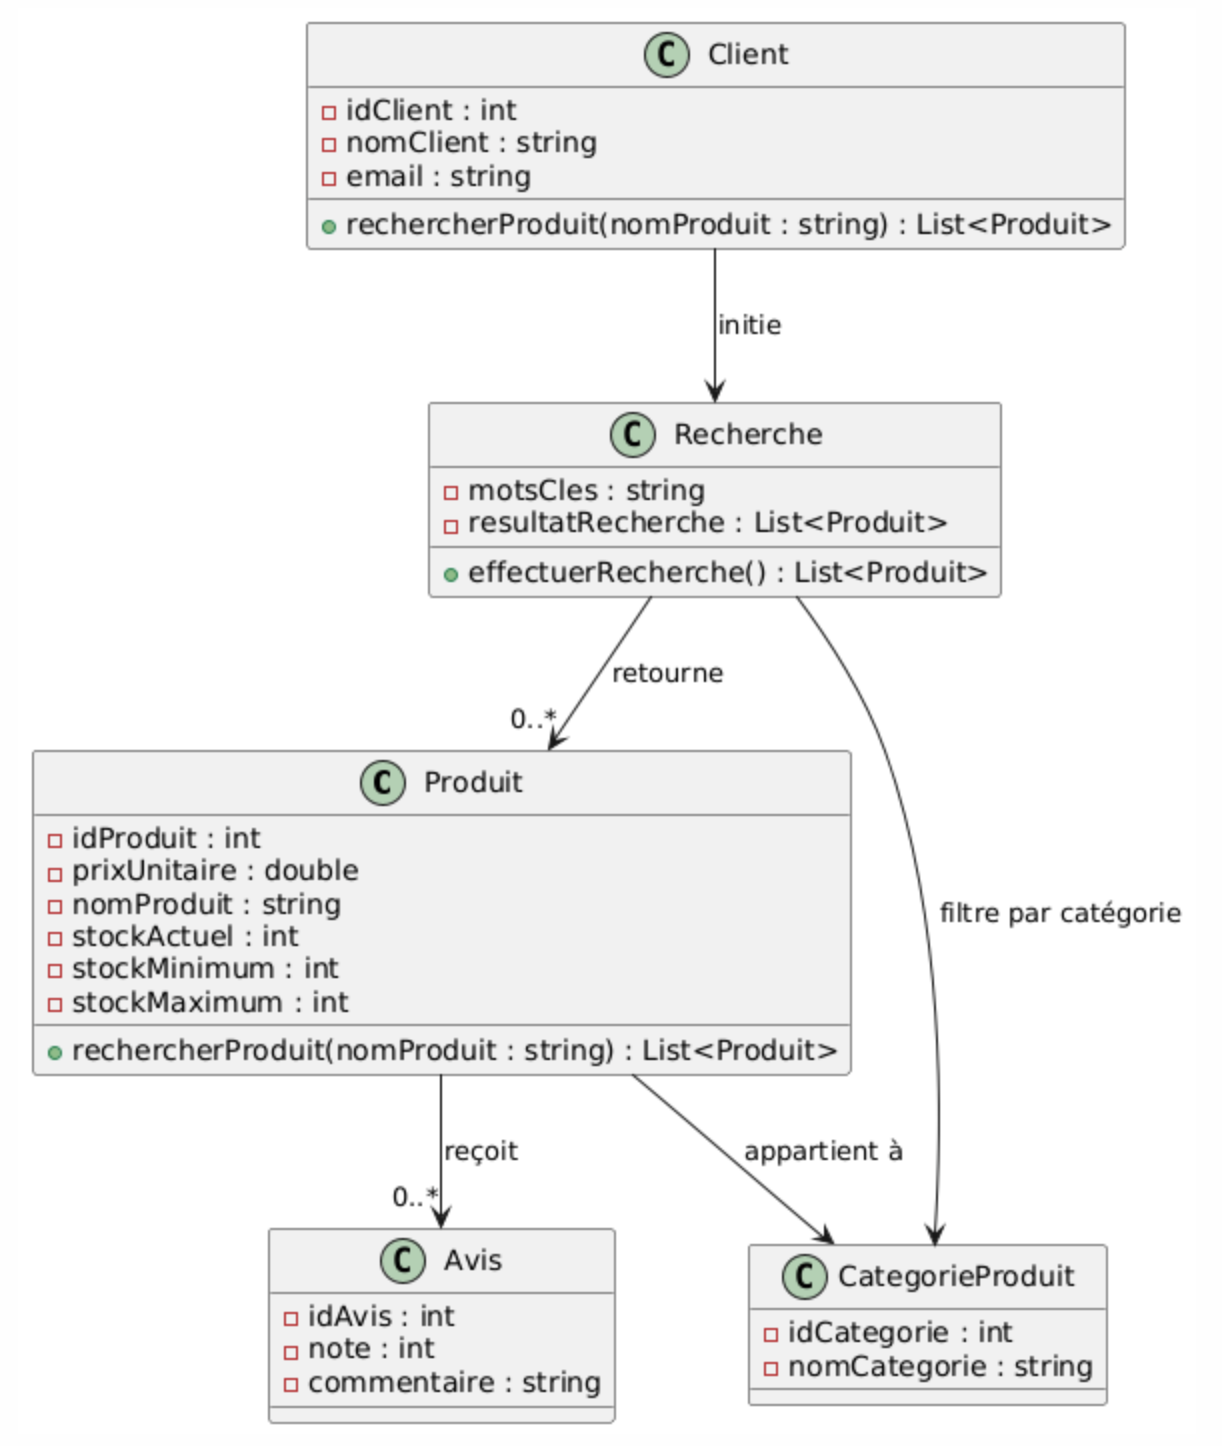 C Client
idClient : int
nomClient : string
email : string
rechercherProduit(nomProduit : string) : List<Produit>
initie
C Recherche
motsCles : string
resultatRecherche : List<Produit>
effectuerRecherche() : List<Produit>
retourne
0..*
C Produit
idProduit : int
prixUnitaire : double
nomProduit : string
stockActuel : int
stockMinimum : int
stockMaximum : int
rechercherProduit(nomProduit : string) : List<Produit>
filtre par catégorie
reçoit
appartient à
0..*
C Avis
idAvis : int
note : int
commentaire : string
C CategorieProduit
idCategorie : int
nomCategorie : string